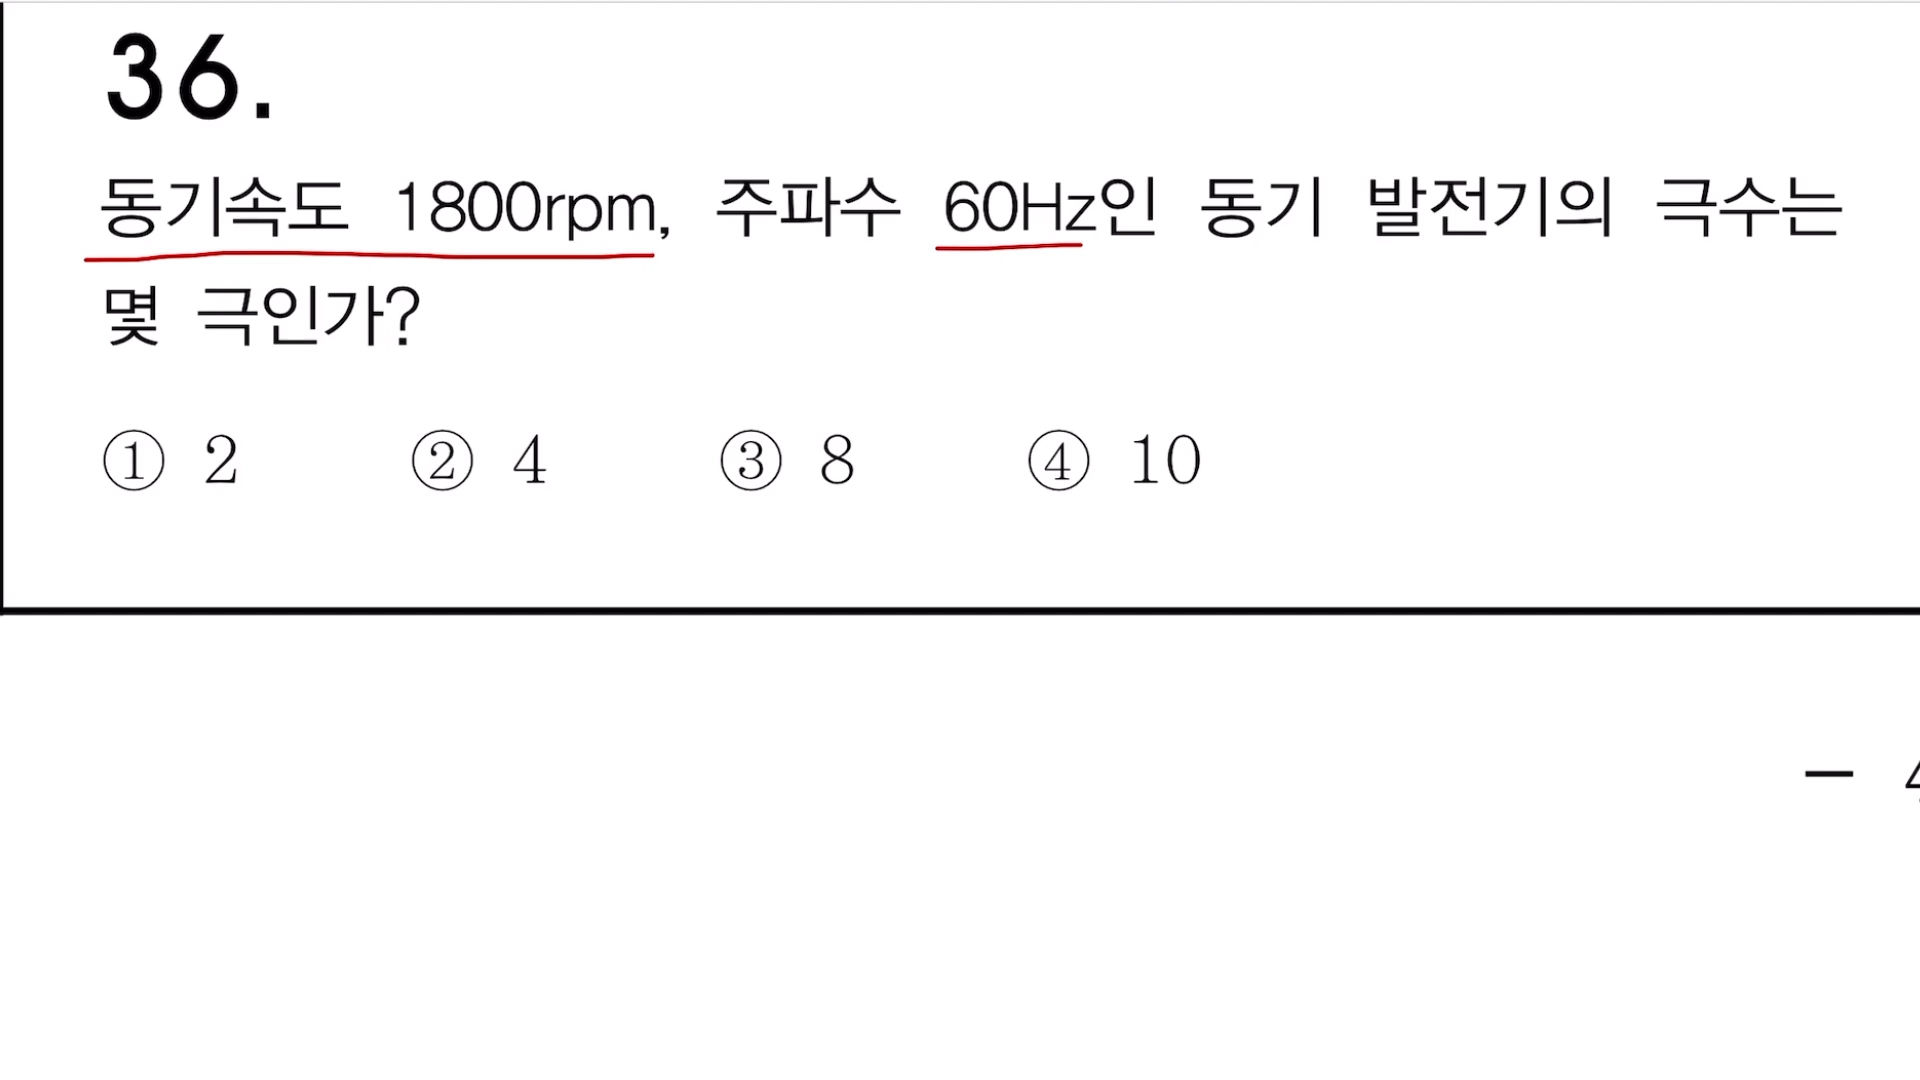 36.
동기속도 1800rpm, 주파수 60Hz인 동기 발전기의 극수는
몇 극인가?
① 2 ② 4 ③ 8 ④ 10